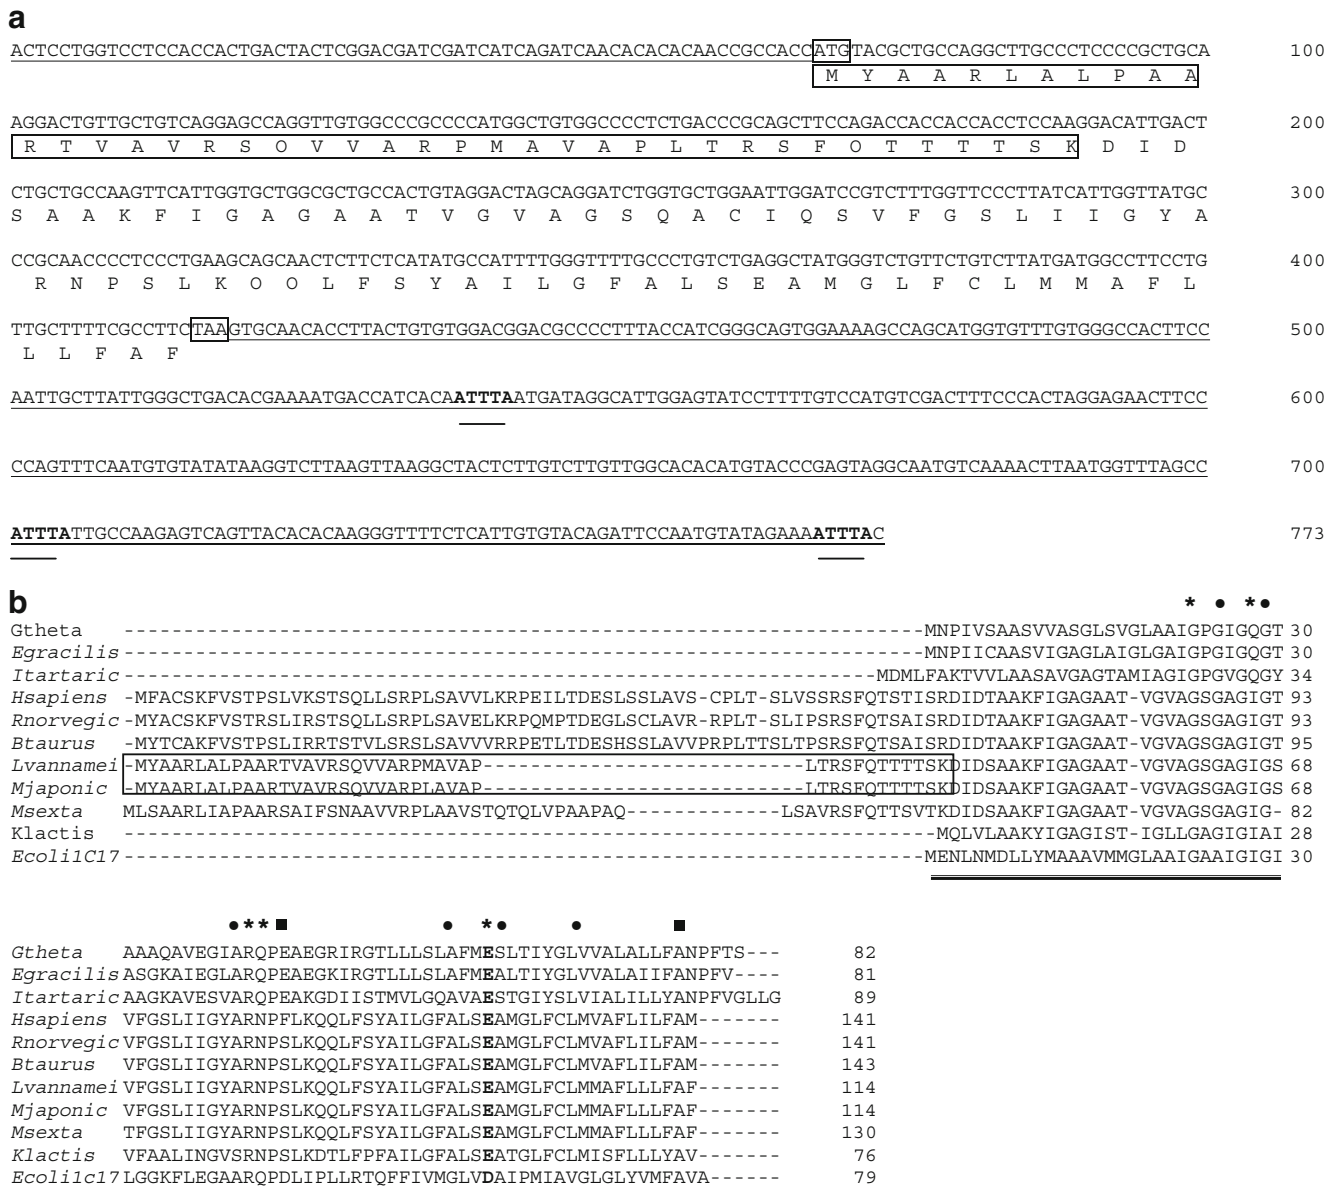 a
ACTCCTGGTCCTCCACCACTGACTACTCGGACGATCGATCATCAGATCAACACACACAACCGCCACCATGTACGCTGCCAGGCTTGCCCTCCCCGCTGCA 100
M Y A A R L A L P A A
AGGACTGTTGCTGTCAGGAGCCAGGTTGTGGCCCGCCCCATGGCTGTGGCCCCTCTGACCCGCAGCTTCCAGACCACCACCACCTCCAAGGACATTGACT 200
R T V A V R S O V V A R P M A V A P L T R S F O T T T T S K D I D
CTGCTGCCAAGTTCATTGGTGCTGGCGCTGCCACTGTAGGACTAGCAGGATCTGGTGCTGGAATTGGATCCGTCTTTGGTTCCCTTATCATTGGTTATGC 300
S A A K F I G A G A A T V G V A G S Q A C I Q S V F G S L I I G Y A
CCGCAACCCCTCCCTGAAGCAGCAACTCTTCTCATATGCCATTTTGGGTTTTGCCCTGTCTGAGGCTATGGGTCTGTTCTGTCTTATGATGGCCTTCCTG 400
R N P S L K O O L F S Y A I L G F A L S E A M G L F C L M M A F L
TTGCTTTTCGCCTTCTAAGTGCAACACCTTACTGTGTGGACGGACGCCCCTTTACCATCGGGCAGTGGAAAAGCCAGCATGGTGTTTGTGGGCCACTTCC 500
L L F A F
AATTGCTTATTGGGCTGACACGAAAATGACCATCACAATTTAATGATAGGCATTGGAGTATCCTTTTGTCCATGTCGACTTTCCCACTAGGAGAACTTCC 600
CCAGTTTCAATGTGTATATAAGGTCTTAAGTTAAGGCTACTCTTGTCTTGTTGGCACACATGTACCCGAGTAGGCAATGTCAAAACTTAATGGTTTAGCC 700
ATTTATTGCCAAGAGTCAGTTACACACAAGGGTTTTCTCATTGTGTACAGATTCCAATGTATAGAAAATTTAC 773
b
* ● *●
Gtheta -----------------------------------------------------MNPIVSAASVVASGLSVGLAAIGPGIGQGT 30
Egracilis -----------------------------------------------------MNPIICAASVIGAGLAIGLGAIGPGIGQGT 30
Itartaric --------------------------------------------------MDMLFAKTVVLAASAVGAGTAMIAGIGPGVGQGY 34
Hsapiens -MFACSKFVSTPSLVKSTSQLLSRPLSAVVLKRPEILTDESLSSLAVS-CPLT-SLVSSRSFQTSTISRDIDTAAKFIGAGAAT-VGVAGSGAGIGT 93
Rnorvegic -MYACSKFVSTRSLIRSTSQLLSRPLSAVELKRPQMPTDEGLSCLAVR-RPLT-SLIPSRSFQTSAISRDIDTAAKFIGAGAAT-VGVAGSGAGIGT 93
Btaurus -MYTCAKFVSTPSLIRRTSTVLSRSLSAVVVRRPETLTDESHSSLAVVPRPLTTSLTPSRSFQTSAISRDIDTAAKFIGAGAAT-VGVAGSGAGIGT 95
Lvannamei -MYAARLALPAARTVAVRSQVVARPMAVAP----------------------LTRSFQTTTTSKDIDSAAKFIGAGAAT-VGVAGSGAGIGS 68
Mjaponic -MYAARLALPAARTVAVRSQVVARPLAVAP----------------------LTRSFQTTTTSKDIDSAAKFIGAGAAT-VGVAGSGAGIGS 68
Msexta MLSAARLIAPAARSAIFSNAAVVRPLAAVSTQTQLVPAAPAQ-----------LSAVRSFQTTSVTKDIDSAAKFIGAGAAT-VGVAGSGAGIG- 82
Klactis ------------------------------------------------------MQLVLAAKYIGAGIST-IGLLGAGIGIAI 28
Ecoli1C17 -----------------------------------------------------MENLNMDLLYMAAAVMMGLAAIGAAIGIGI 30
●**■ ● *● ● ■
Gtheta AAAQAVEGIARQPEAEGRIRGTLLLSLAFMESLTIYGLVVALALLFANPFTS--- 82
Egracilis ASGKAIEGLARQPEAEGKIRGTLLLSLAFMEALTIYGLVVALAIIFANPFV---- 81
Itartaric AAGKAVESVARQPEAKGDIISTMVLGQAVAESTGIYSLVIALILLYANPFVGLLG 89
Hsapiens VFGSLIIGYARNPFLKQQLFSYAILGFALSEAMGLFCLMVAFLILFAM------- 141
Rnorvegic VFGSLIIGYARNPSLKQQLFSYAILGFALSEAMGLFCLMVAFLILFAM------- 141
Btaurus VFGSLIIGYARNPSLKQQLFSYAILGFALSEAMGLFCLMVAFLILFAM------- 143
Lvannamei VFGSLIIGYARNPSLKQQLFSYAILGFALSEAMGLFCLMMAFLLLFAF------- 114
Mjaponic VFGSLIIGYARNPSLKQQLFSYAILGFALSEAMGLFCLMMAFLLLFAF------- 114
Msexta TFGSLIIGYARNPSLKQQLFSYAILGFALSEAMGLFCLMMAFLLLFAF------- 130
Klactis VFAALINGVSRNPSLKDTLFPFAILGFALSEATGLFCLMISFLLLYAV------- 76
Ecoli1c17 LGGKFLEGAARQPDLIPLLRTQFFIVMGLVDAIPMIAVGLGLYVMFAVA------ 79